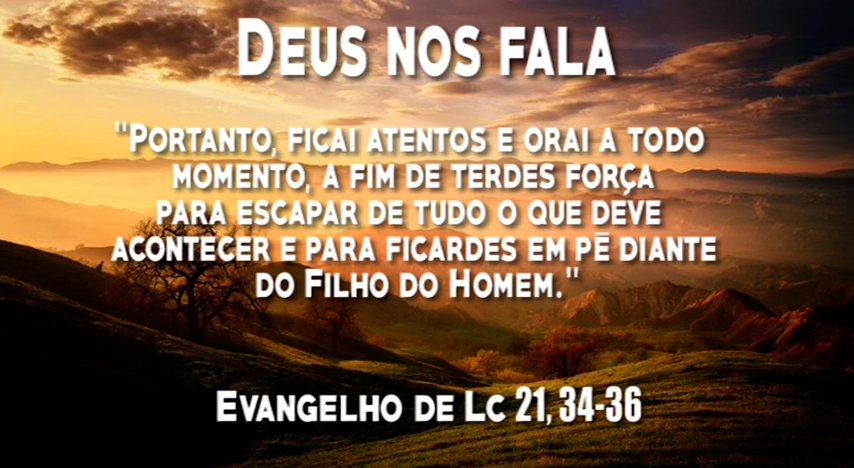 Deus nos fala
"Portanto, ficai atentos e orai a todo
momento, a fim de terdes força
para escapar de tudo o que deve
acontecer e para ficardes em pé diante
do Filho do Homem."
Evangelho de Lc 21, 34-36